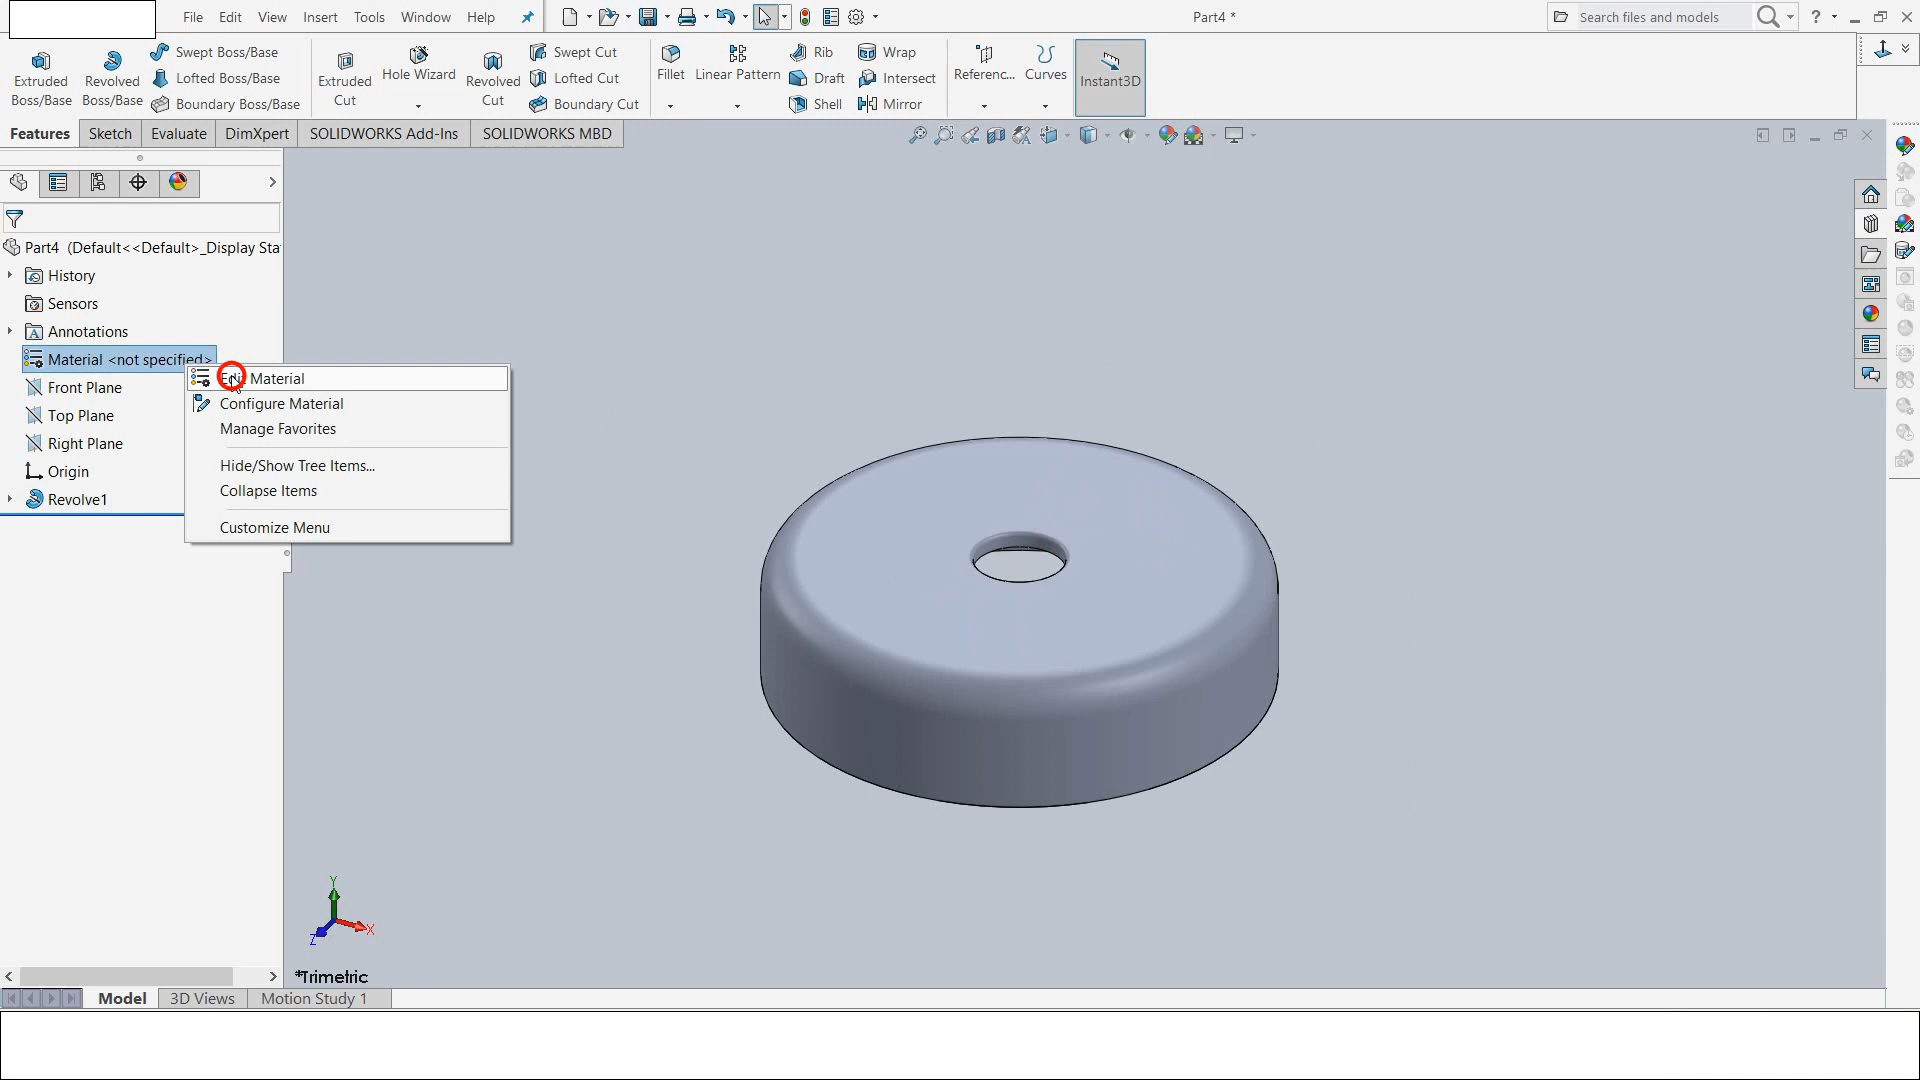 File Edit View Insert Tools Window Help
Part4 *
Search files and models
?
Extruded Boss/Base
Revolved Boss/Base
Swept Boss/Base
Lofted Boss/Base
Boundary Boss/Base
Extruded Cut
Hole Wizard
Revolved Cut
Swept Cut
Lofted Cut
Boundary Cut
Fillet
Linear Pattern
Rib
Draft
Shell
Wrap
Intersect
Mirror
Referenc...
Curves
Instant3D
Features Sketch Evaluate DimXpert SOLIDWORKS Add-Ins SOLIDWORKS MBD
Part4 (Default<<Default>_Display Sta
History
Sensors
A Annotations
Material <not specified>
Edit Material
Front Plane
Configure Material
Top Plane
Manage Favorites
Right Plane
Hide/Show Tree Items...
Origin
Collapse Items
Revolve1
Customize Menu
Y
X
Z
*Trimetric
Model 3D Views Motion Study 1